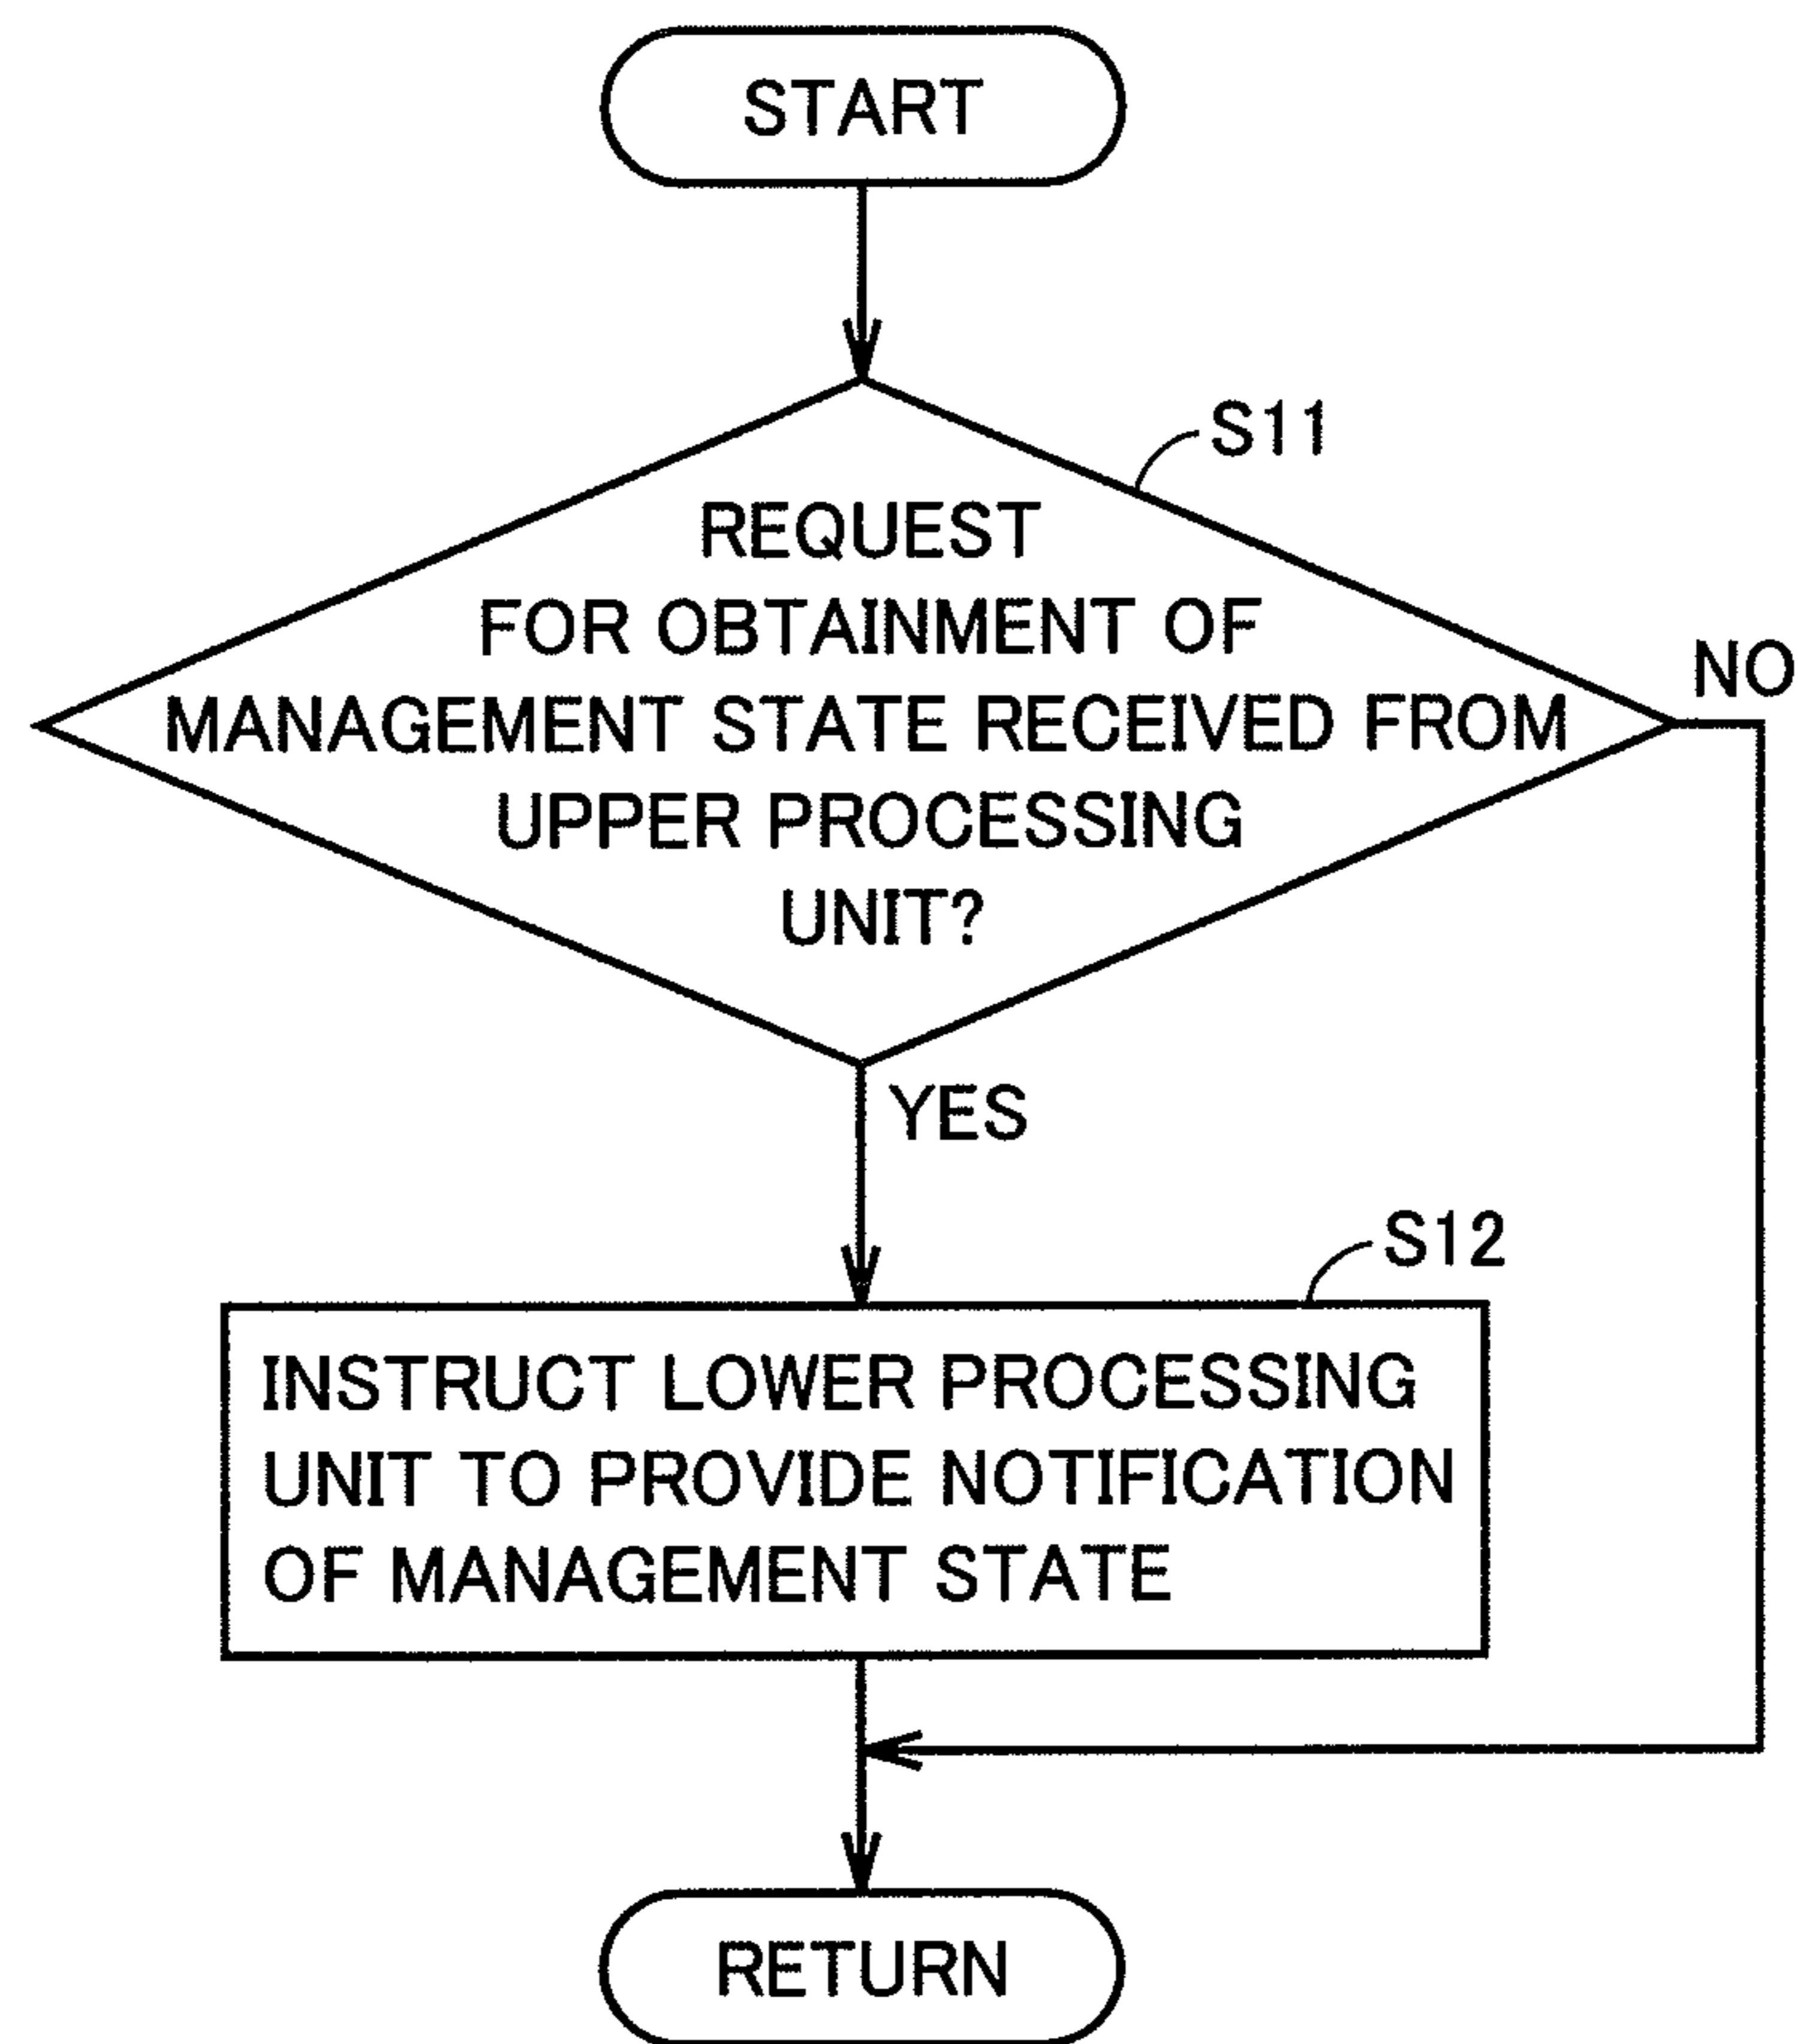 START
S11
REQUEST
FOR OBTAINMENT OF
MANAGEMENT STATE RECEIVED FROM
UPPER PROCESSING
UNIT?
NO
YES
S12
INSTRUCT LOWER PROCESSING
UNIT TO PROVIDE NOTIFICATION
OF MANAGEMENT STATE
RETURN